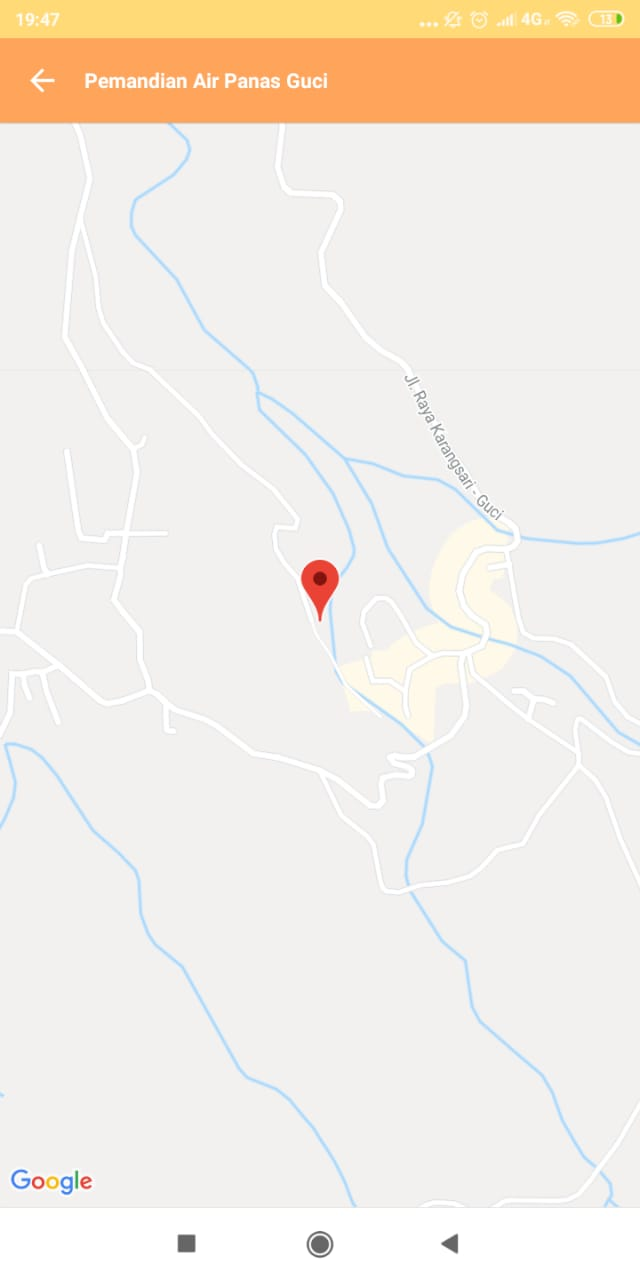 19:47 4G 13
Pemandian Air Panas Guci
Jl. Raya Karangsari - Guci
Google